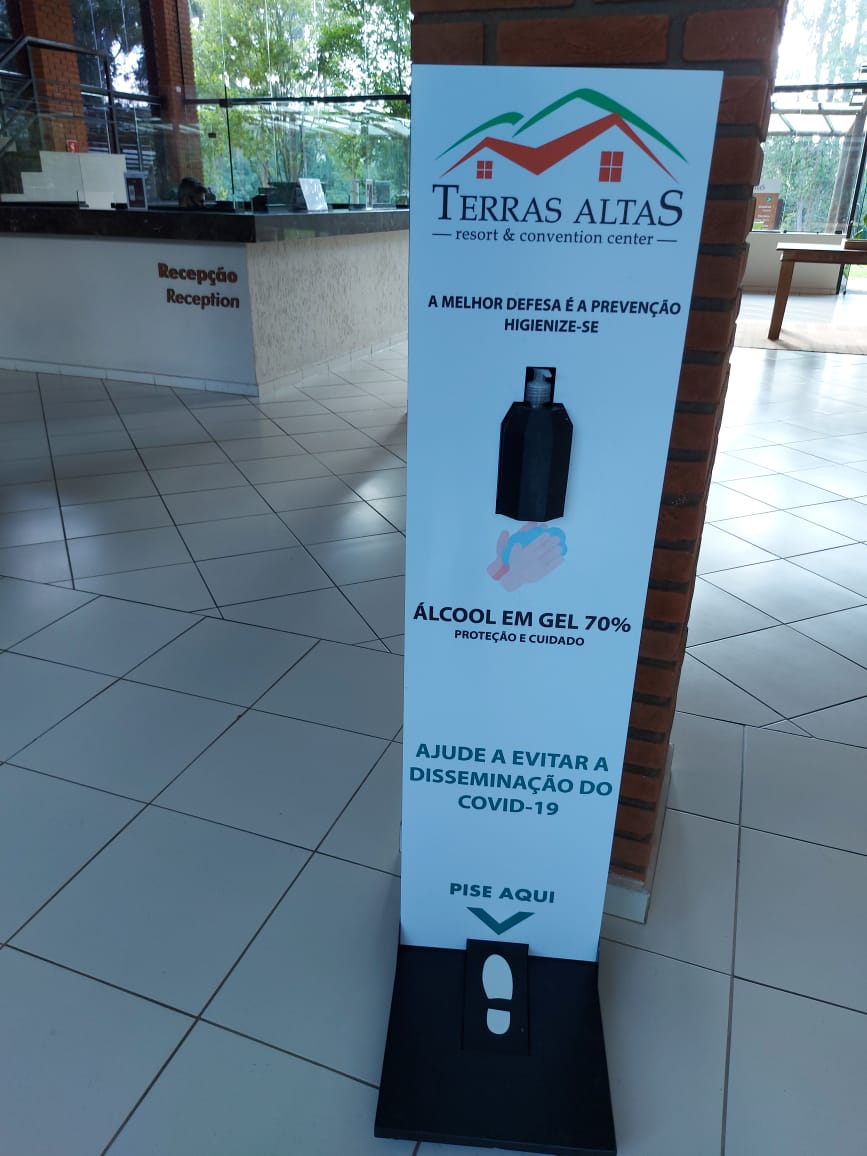 TERRAS ALTAS
resort & convention center
A MELHOR DEFESA É A PREVENÇÃO
HIGIENIZE-SE
ÁLCOOL EM GEL 70%
PROTEÇÃO E CUIDADO
AJUDE A EVITAR A
DISSEMINAÇÃO DO
COVID-19
PISE AQUI
Recepção
Reception